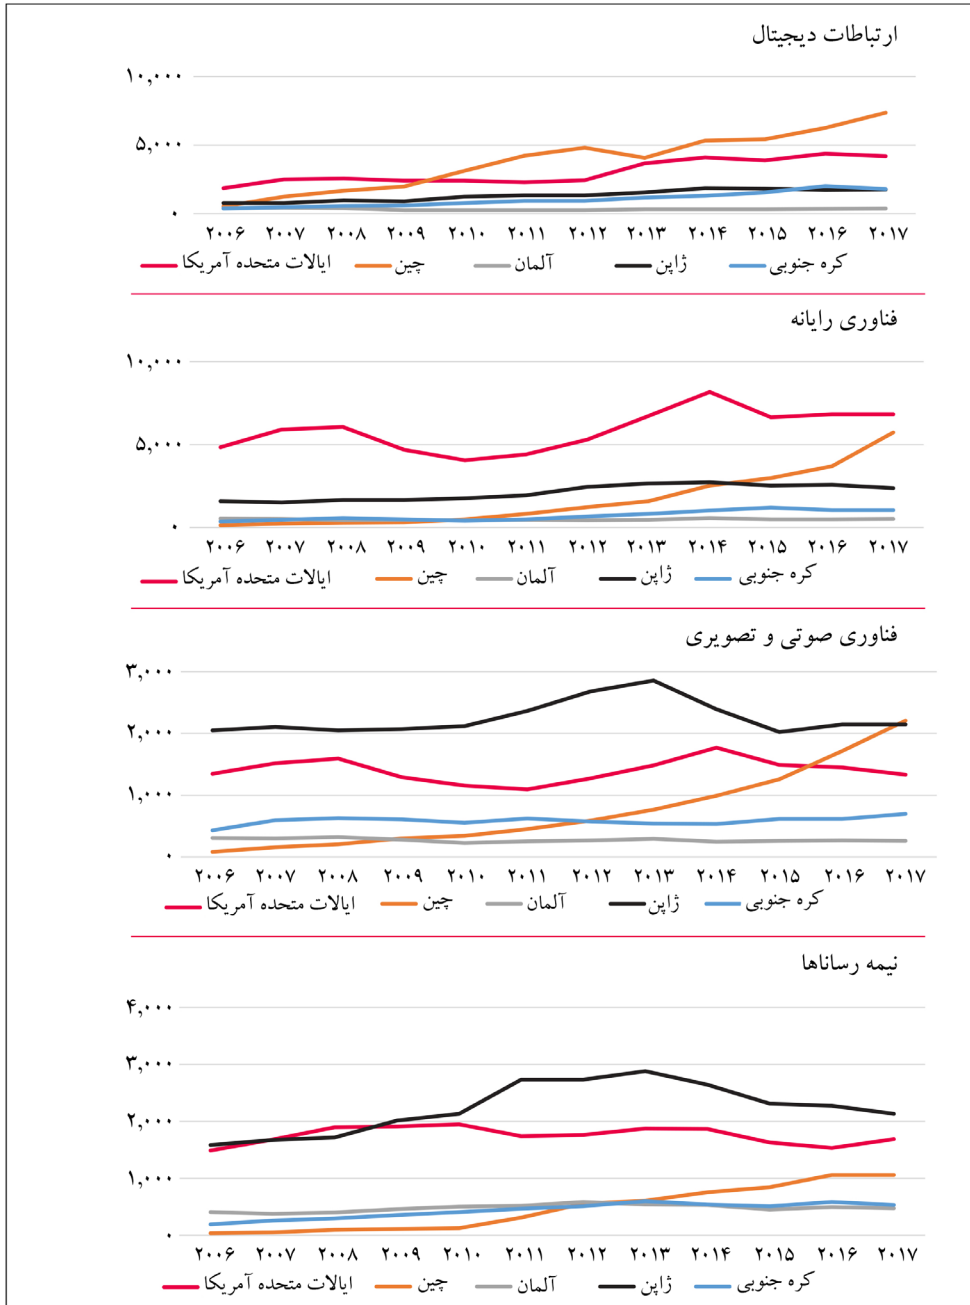 ارتباطات دیجیتال
۱۰,۰۰۰
۵,۰۰۰
۰
۲۰۰۶ ۲۰۰۷ ۲۰۰۸ ۲۰۰۹ ۲۰۱۰ ۲۰۱۱ ۲۰۱۲ ۲۰۱۳ ۲۰۱۴ ۲۰۱۵ ۲۰۱۶ ۲۰۱۷
ایالات متحده آمریکا چین آلمان ژاپن کره جنوبی
فناوری رایانه
۱۰,۰۰۰
۵,۰۰۰
۰
۲۰۰۶ ۲۰۰۷ ۲۰۰۸ ۲۰۰۹ ۲۰۱۰ ۲۰۱۱ ۲۰۱۲ ۲۰۱۳ ۲۰۱۴ ۲۰۱۵ ۲۰۱۶ ۲۰۱۷
ایالات متحده آمریکا چین آلمان ژاپن کره جنوبی
فناوری صوتی و تصویری
۳,۰۰۰
۲,۰۰۰
۱,۰۰۰
۰
۲۰۰۶ ۲۰۰۷ ۲۰۰۸ ۲۰۰۹ ۲۰۱۰ ۲۰۱۱ ۲۰۱۲ ۲۰۱۳ ۲۰۱۴ ۲۰۱۵ ۲۰۱۶ ۲۰۱۷
ایالات متحده آمریکا چین آلمان ژاپن کره جنوبی
نیمه رساناها
۴,۰۰۰
۳,۰۰۰
۲,۰۰۰
۱,۰۰۰
۰
۲۰۰۶ ۲۰۰۷ ۲۰۰۸ ۲۰۰۹ ۲۰۱۰ ۲۰۱۱ ۲۰۱۲ ۲۰۱۳ ۲۰۱۴ ۲۰۱۵ ۲۰۱۶ ۲۰۱۷
ایالات متحده آمریکا چین آلمان ژاپن کره جنوبی